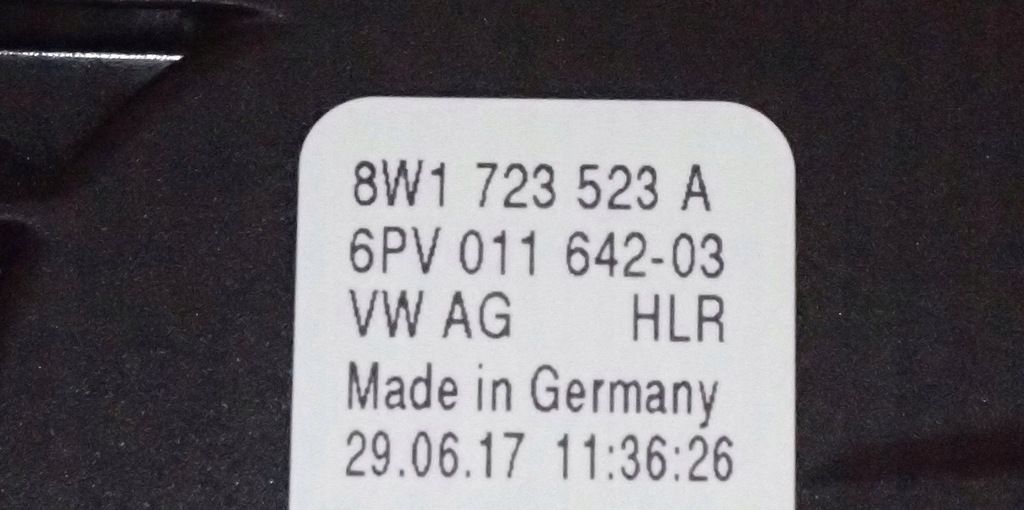 8W1 723 523 A
6PV 011 642-03
VW AG HLR
Made in Germany
29.06.17 11:36:26